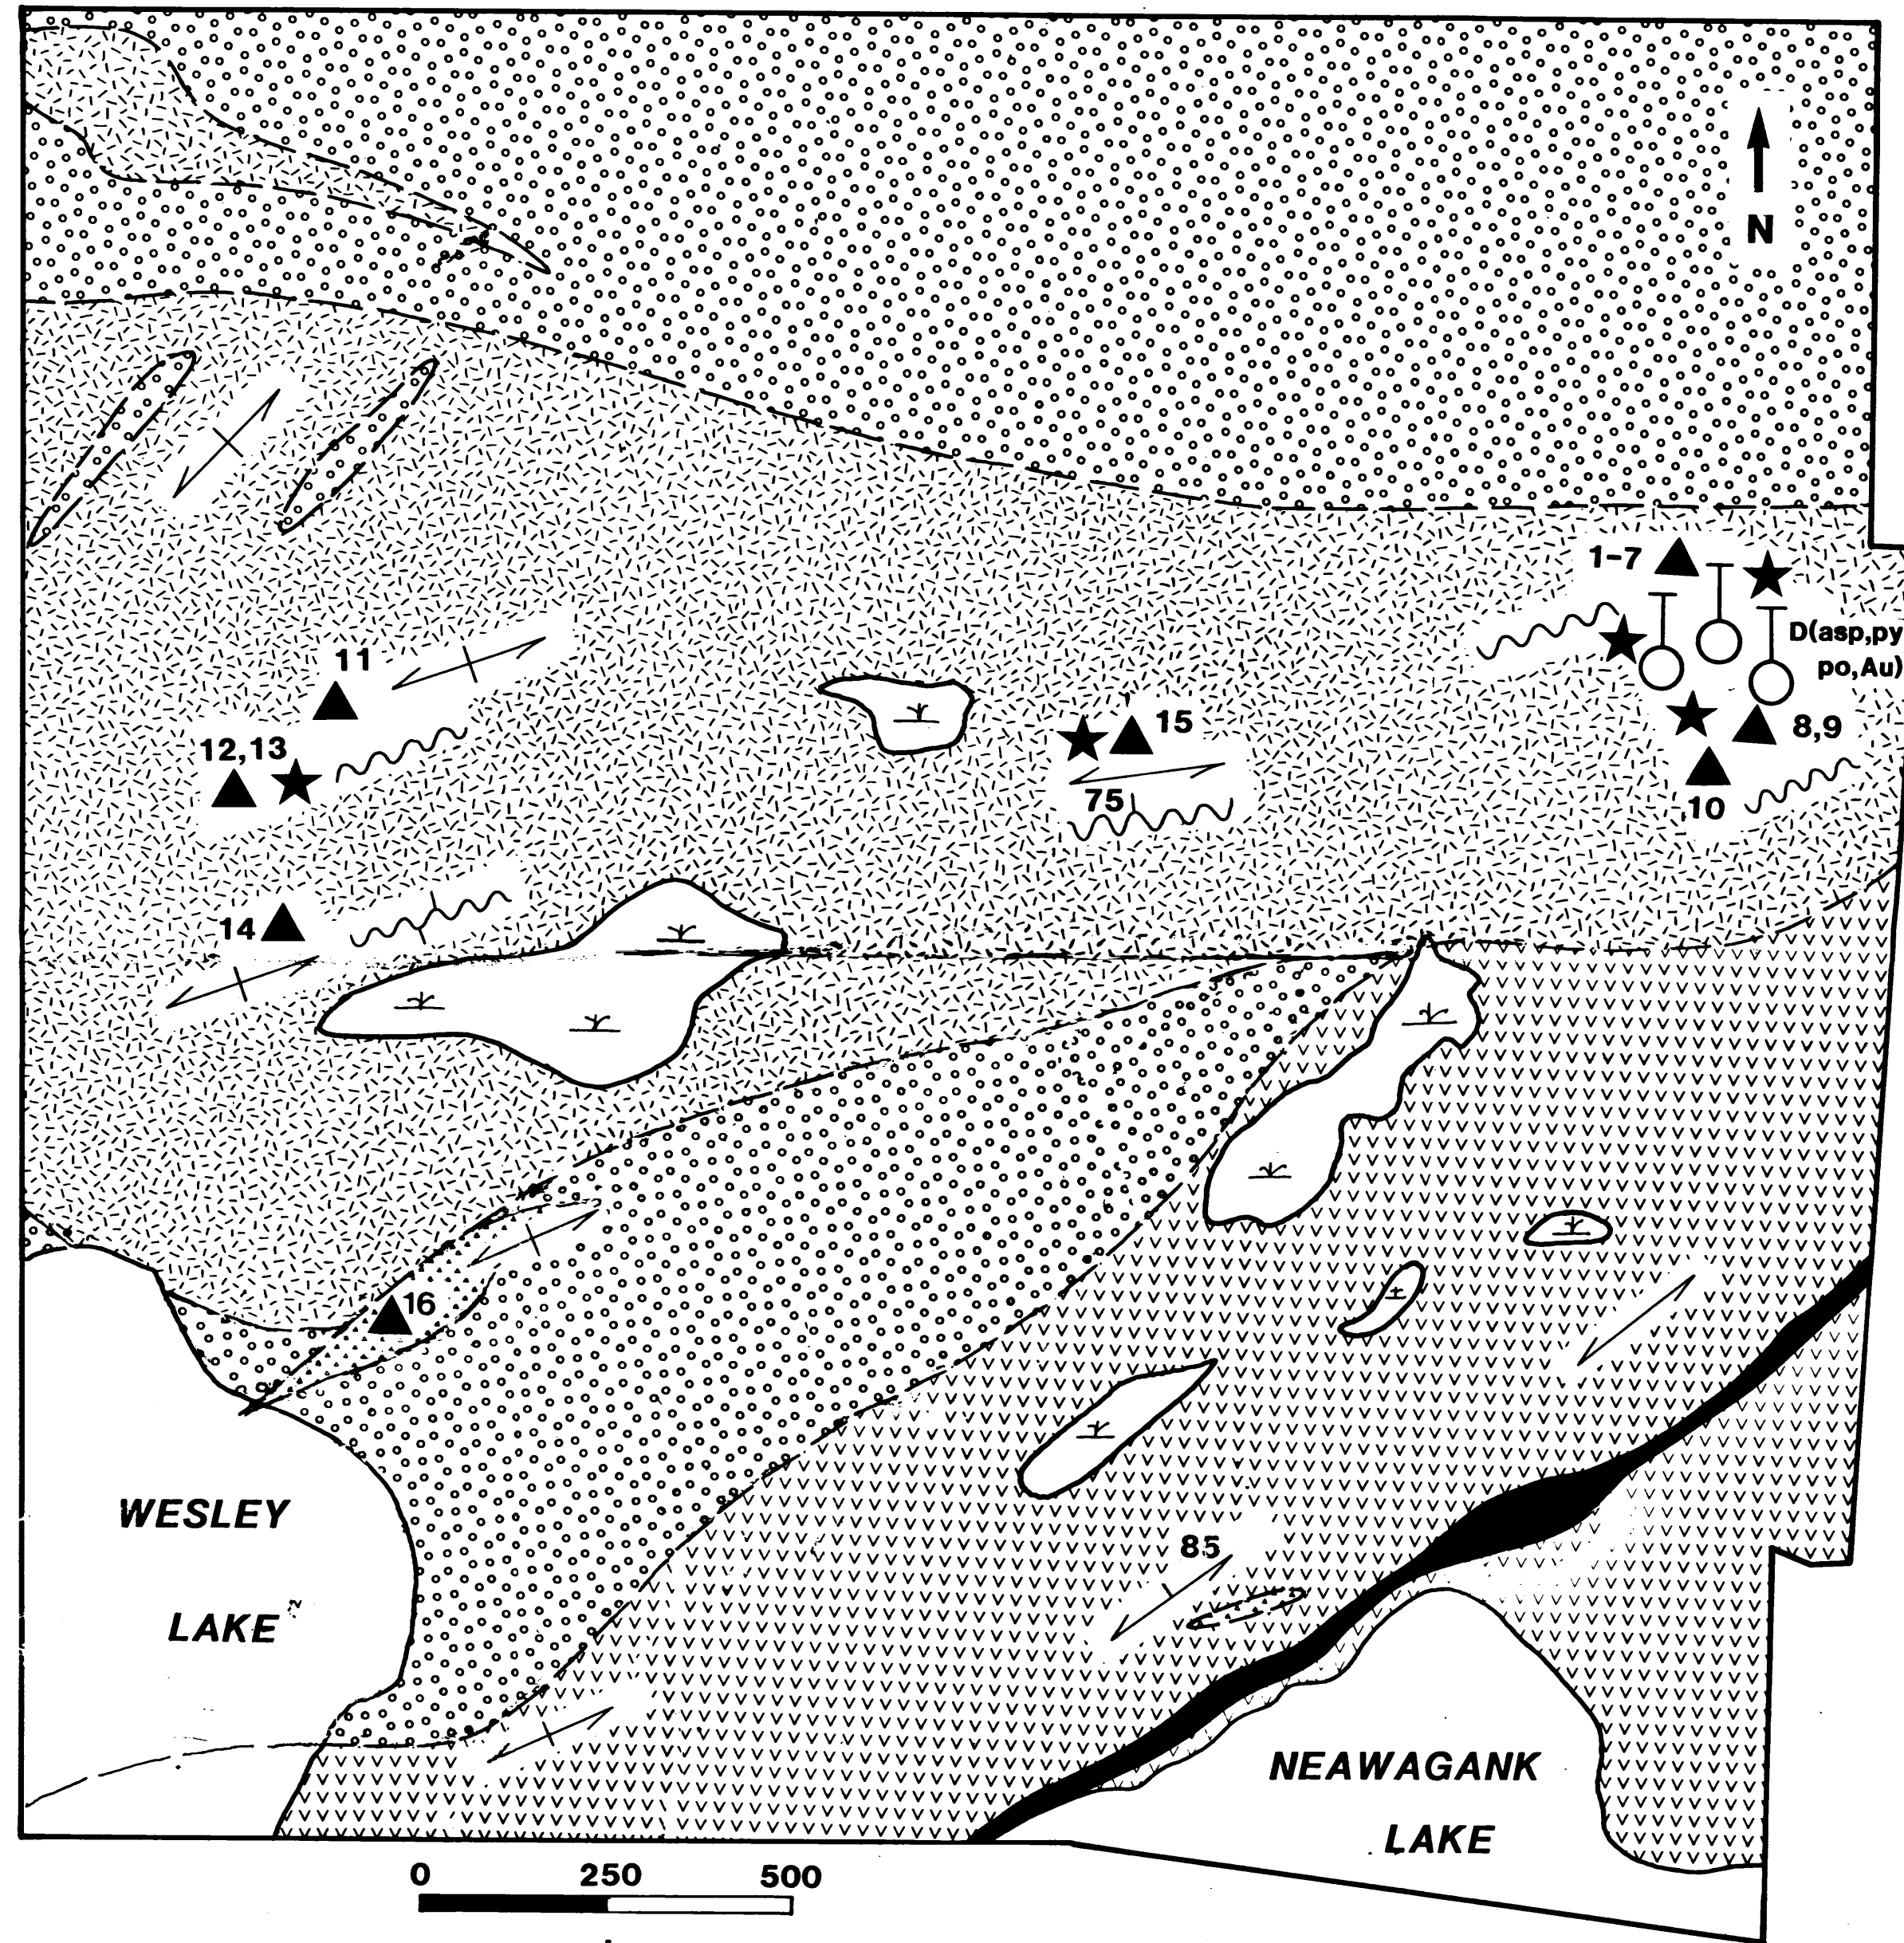 N
1-7
D(asp,py
po,Au)
11
12,13
15
8,9
75
10
14
16
WESLEY
LAKE
85
NEAWAGANK
LAKE
0 250 500